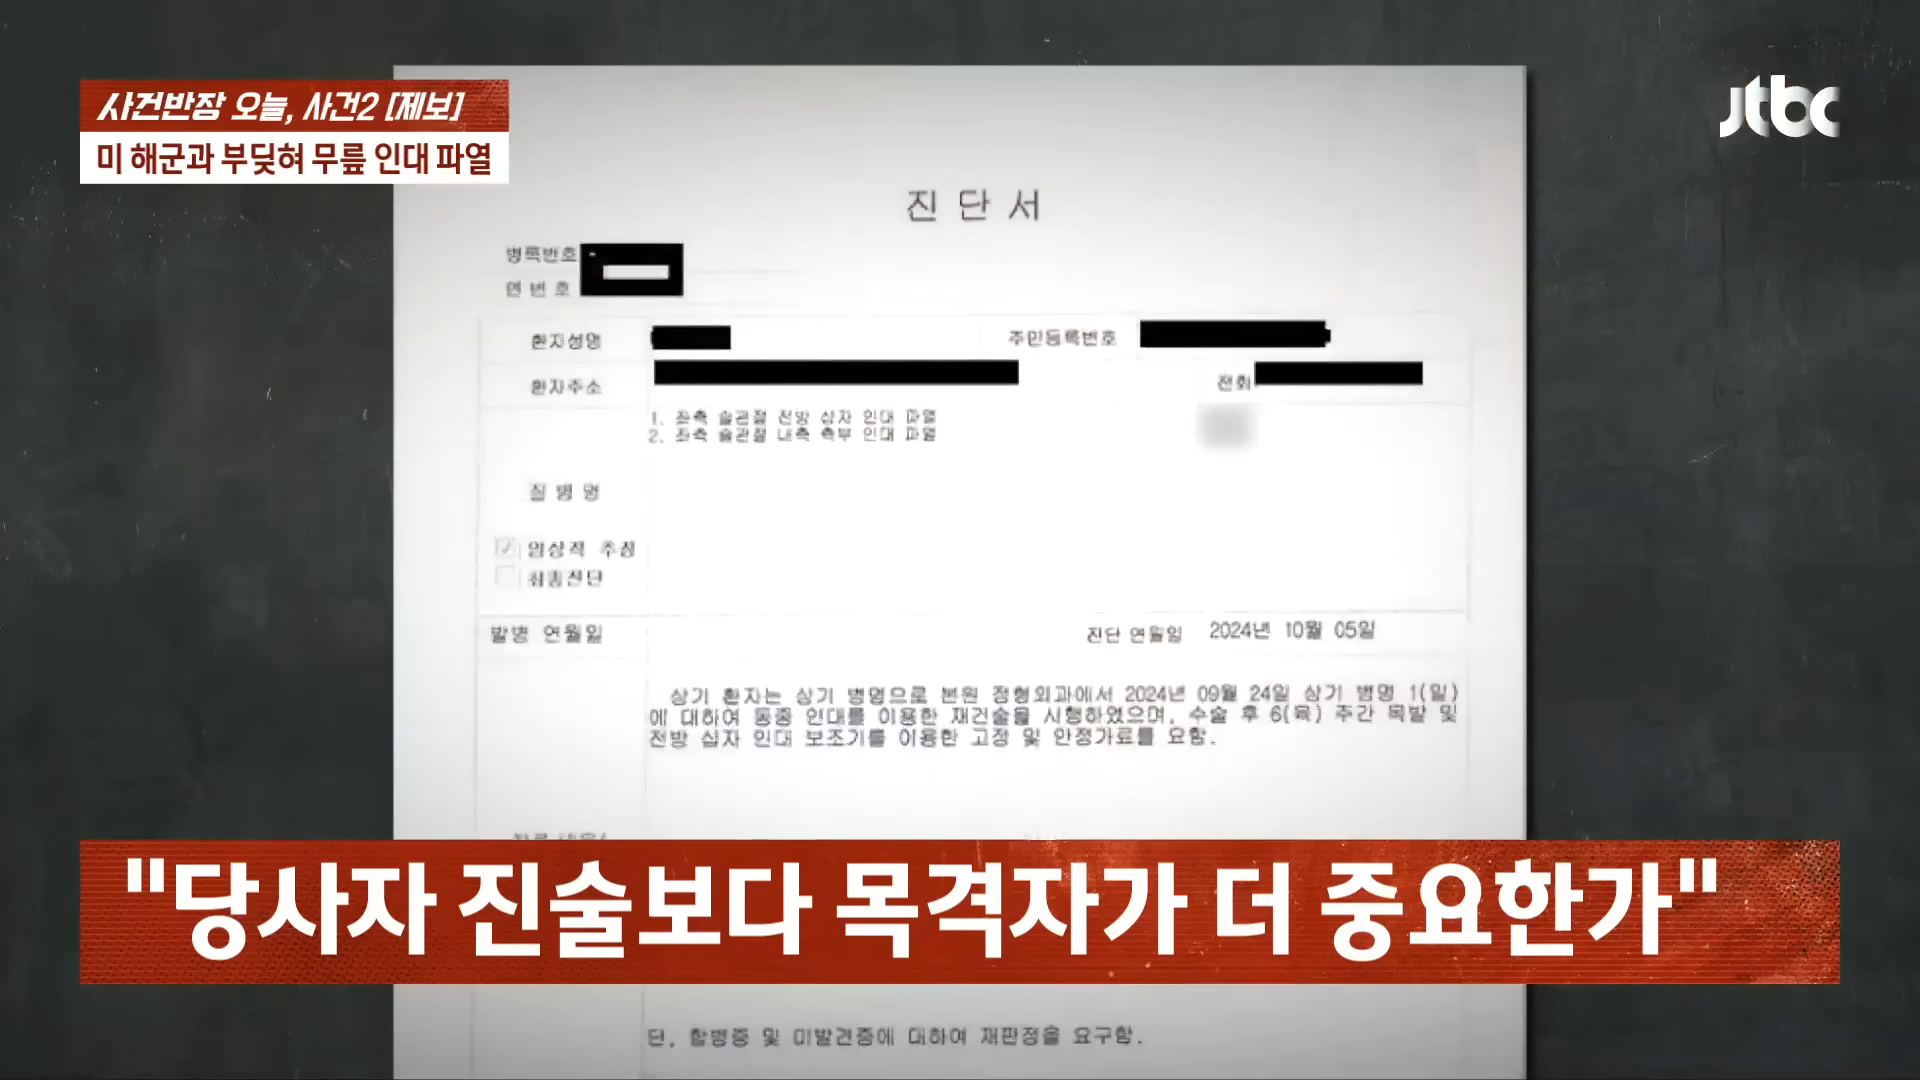 사건반장 오늘, 사건2 [제보]
미 해군과 부딪혀 무릎 인대 파열
jtbc
진 단 서
병록번호
연 번 호
환자성명
주민등록번호
환자주소
전화
1. 좌측 슬관절 전방 십자 인대 파열
2. 좌측 슬관절 내측 측부 인대 파열
질 병 명
임상적 추정
최종진단
발병 연월일
진단 연월일 2024년 10월 05일
상기 환자는 상기 병명으로 본원 정형외과에서 2024년 09월 24일 상기 병명 1(일)
에 대하여 동종 인대를 이용한 재건술을 시행하였으며, 수술 후 6(육) 주간 목발 및
전방 십자 인대 보조기를 이용한 고정 및 안정가료를 요함.
"당사자 진술보다 목격자가 더 중요한가"
단, 합병증 및 미발견증에 대하여 재판정을 요구함.